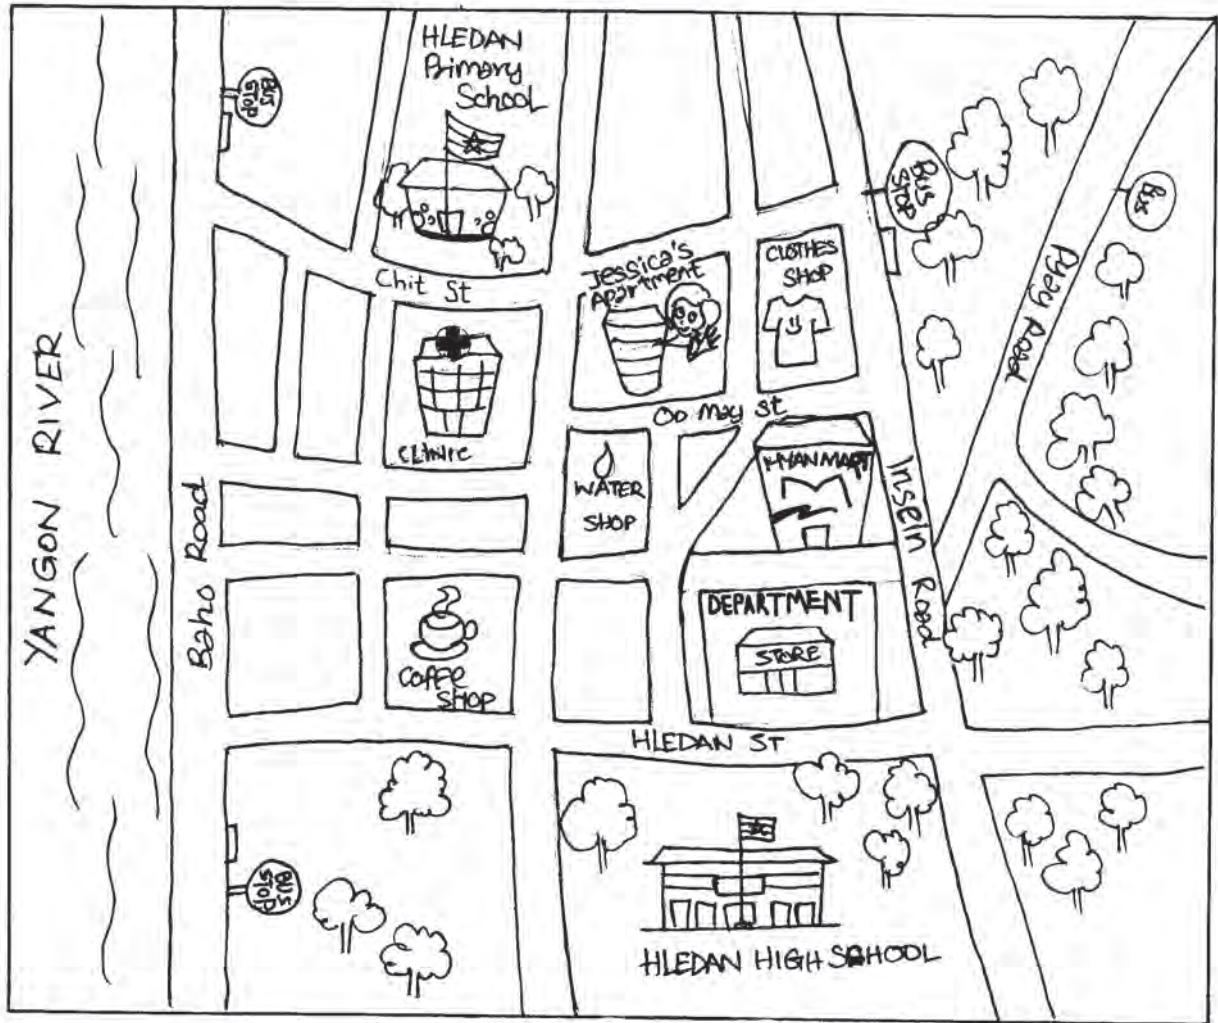 HLEDAN
Primary
School
BUS
STOP
BUS
STOP
BUS
Chit St
Jessica's
Apartment
CLOTHES
SHOP
Pyay Road
CLINIC
Oo May St
WATER
SHOP
Insein Road
YANGON RIVER
Baho Road
DEPARTMENT
STORE
COFFE
SHOP
HLEDAN ST
BUS
STOP
HLEDAN HIGH SCHOOL